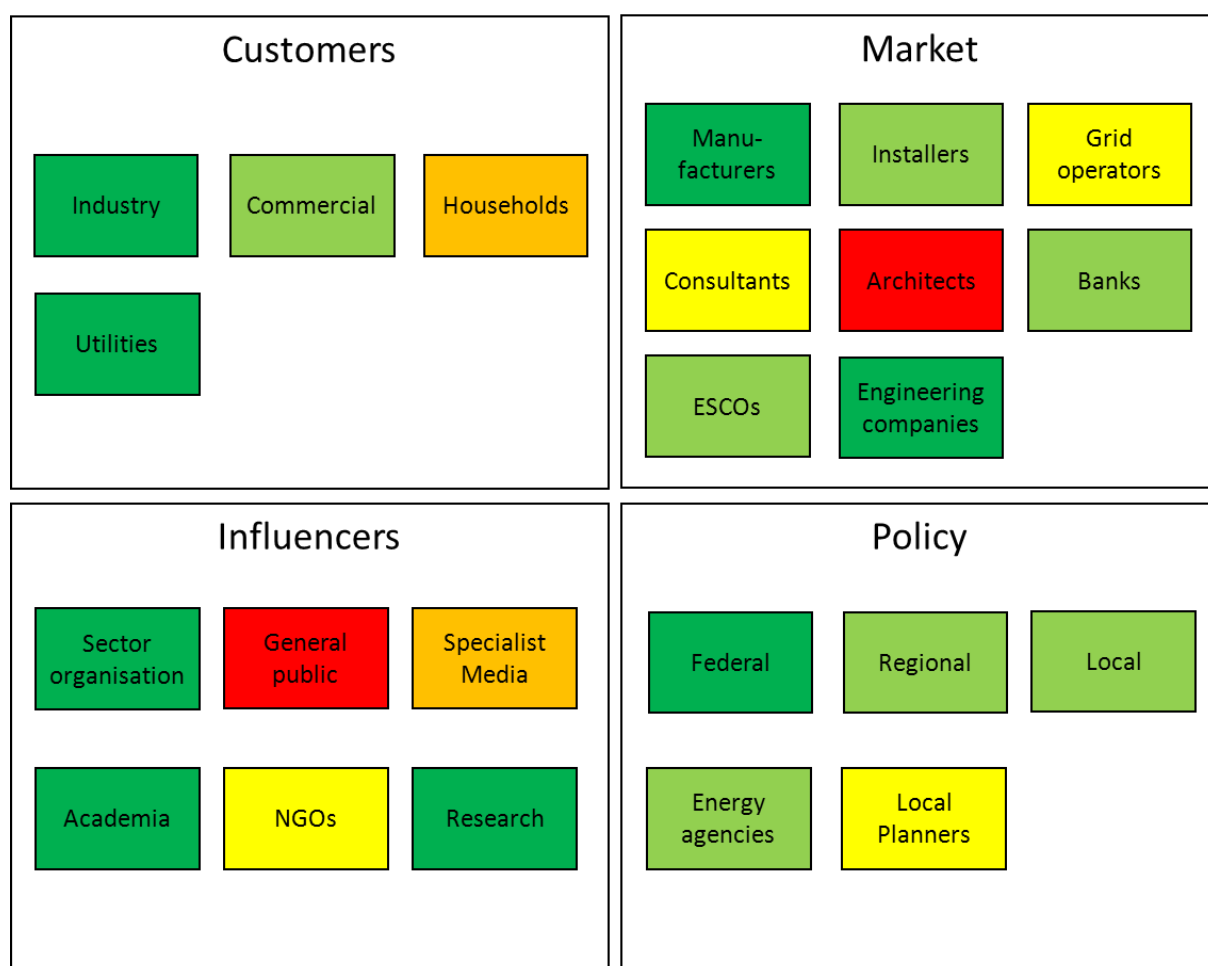 Customers
Industry
Commercial
Households
Utilities
Market
Manu-
facturers
Installers
Grid
operators
Consultants
Architects
Banks
ESCOs
Engineering
companies
Influencers
Sector
organisation
General
public
Specialist
Media
Academia
NGOs
Research
Policy
Federal
Regional
Local
Energy
agencies
Local
Planners